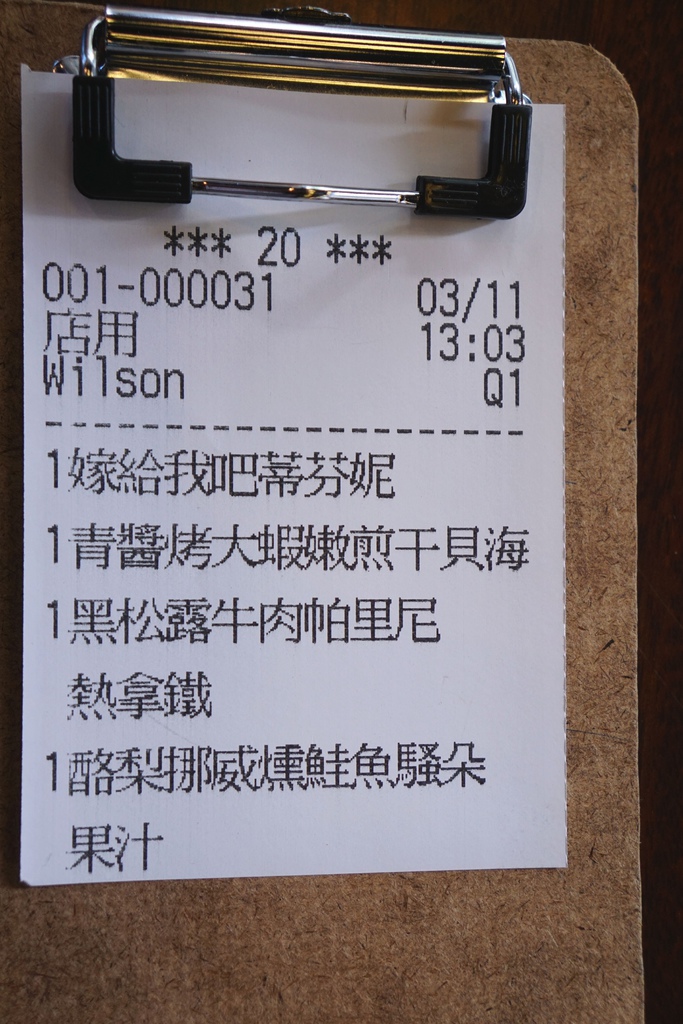 *** 20 ***
001-000031 03/11
店用 13:03
Wilson Q1
--------------------
1嫁給我吧蒂芬妮
1青醬烤大蝦嫩煎干貝海
1黑松露牛肉帕里尼
熱拿鐵
1酪梨挪威燻鮭魚騷朵
果汁